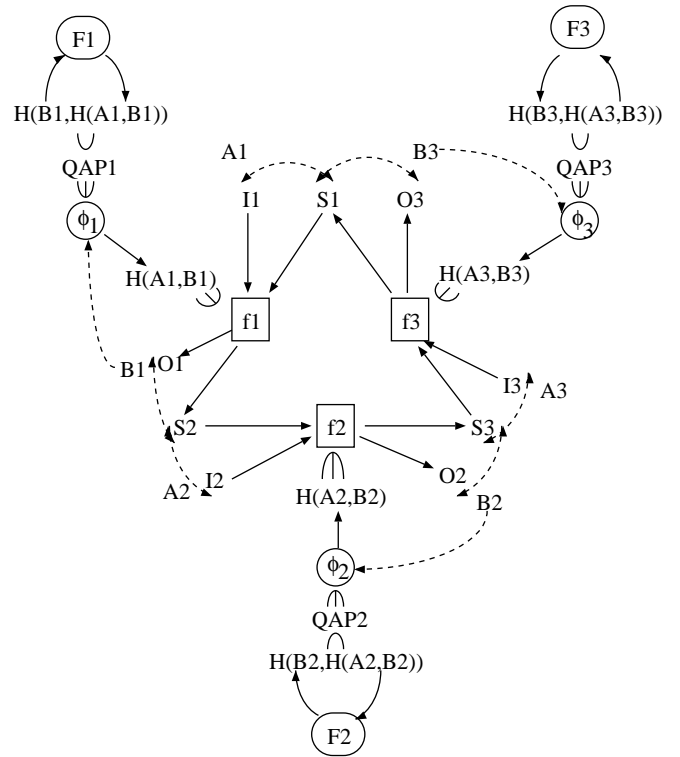 F1
F3
H(B1,H(A1,B1))
H(B3,H(A3,B3))
QAP1
A1
B3
QAP3
ϕ1
I1
S1
O3
ϕ3
H(A1,B1)
H(A3,B3)
f1
f3
B1
O1
I3
A3
S2
f2
S3
A2
I2
O2
H(A2,B2)
B2
ϕ2
QAP2
H(B2,H(A2,B2))
F2